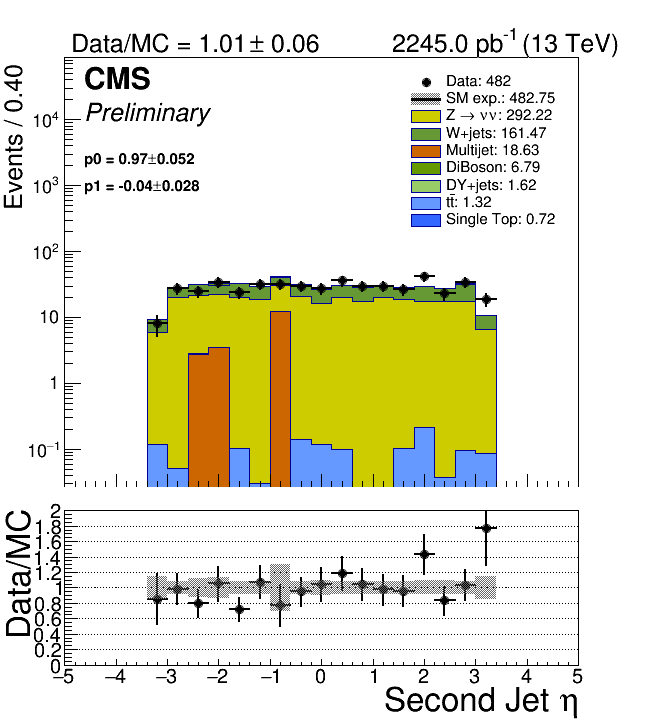 Data/MC = 1.01 ± 0.06 2245.0 pb⁻¹ (13 TeV)
CMS
Preliminary
p0 = 0.97±0.052
p1 = -0.04±0.028
Data: 482
SM exp.: 482.75
Z → νν: 292.22
W+jets: 161.47
Multijet: 18.63
DiBoson: 6.79
DY+jets: 1.62
tt̄: 1.32
Single Top: 0.72
Events / 0.40
10⁴
10³
10²
10
1
10⁻¹
Data/MC
2
1.8
1.6
1.4
1.2
1
0.8
0.6
0.4
0.2
0
−5 −4 −3 −2 −1 0 1 2 3 4 5
Second Jet η